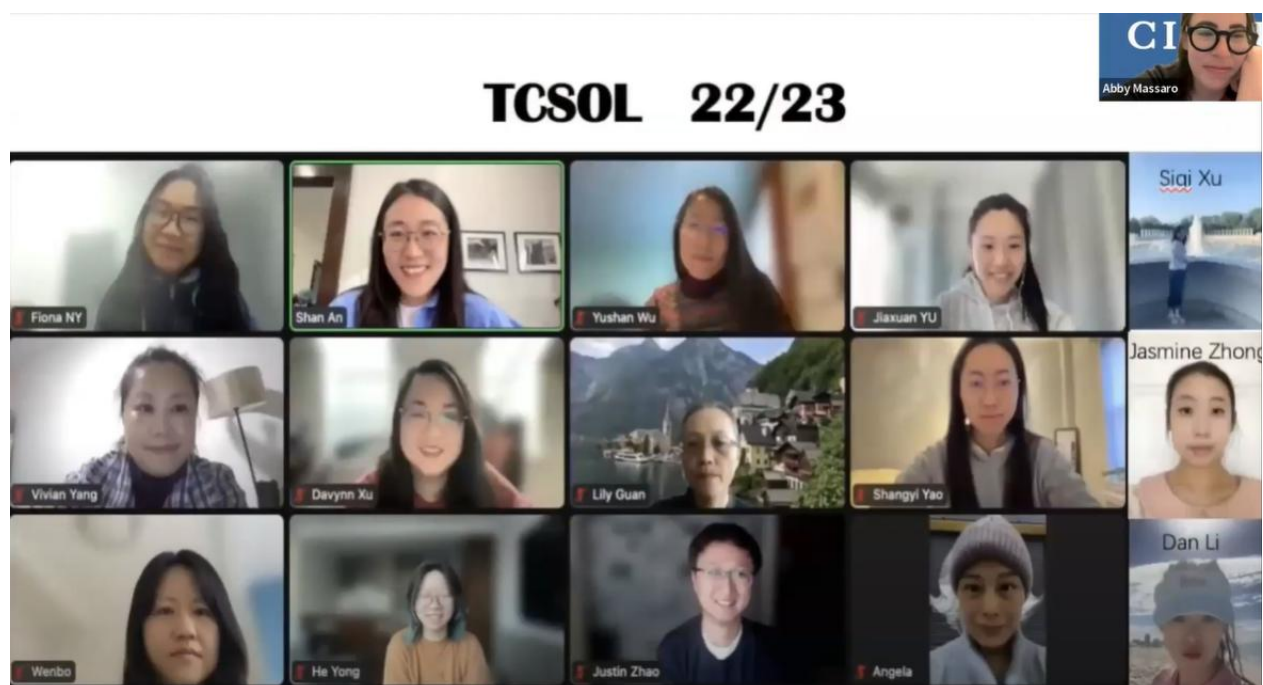 CI
Abby Massaro
TCSOL 22/23
Fiona NY
Shan An
Yushan Wu
Jiaxuan YU
Siqi Xu
Vivian Yang
Davynn Xu
Lily Guan
Shangyi Yao
Jasmine Zhong
Wenbo
He Yong
Justin Zhao
Angela
Dan Li